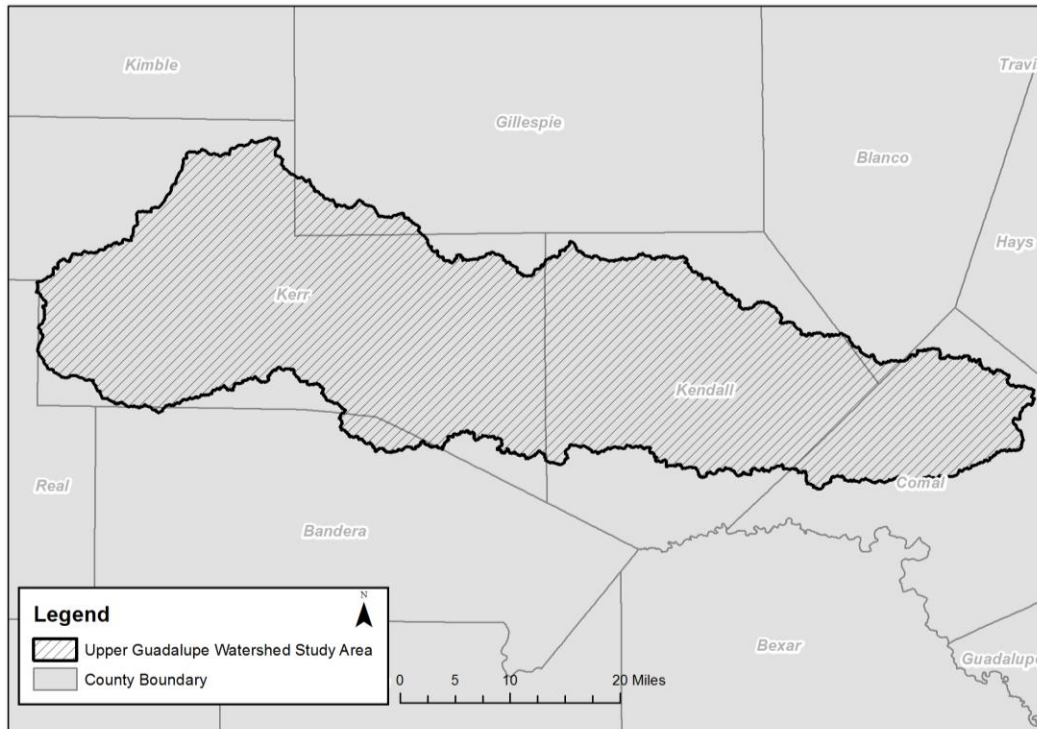 Kimble
Travi
Gillespie
Blanco
Hays
Kerr
Kendall
Real
Comal
Bandera
Legend
N
Upper Guadalupe Watershed Study Area
County Boundary
0 5 10 20 Miles
Bexar
Guadalupe